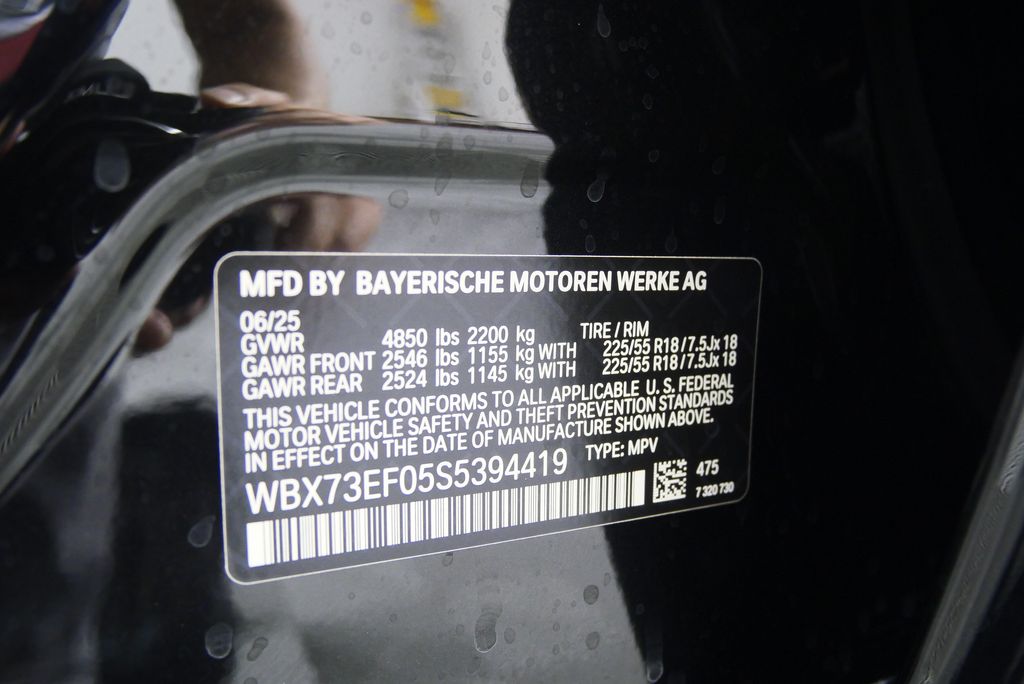 MFD BY BAYERISCHE MOTOREN WERKE AG
06/25
GVWR 4850 lbs 2200 kg TIRE / RIM
GAWR FRONT 2546 lbs 1155 kg WITH 225/55 R18 / 7.5Jx 18
GAWR REAR 2524 lbs 1145 kg WITH 225/55 R18 / 7.5Jx 18
THIS VEHICLE CONFORMS TO ALL APPLICABLE U. S. FEDERAL
MOTOR VEHICLE SAFETY AND THEFT PREVENTION STANDARDS
IN EFFECT ON THE DATE OF MANUFACTURE SHOWN ABOVE.
WBX73EF05S5394419 TYPE: MPV
475
7 320 730